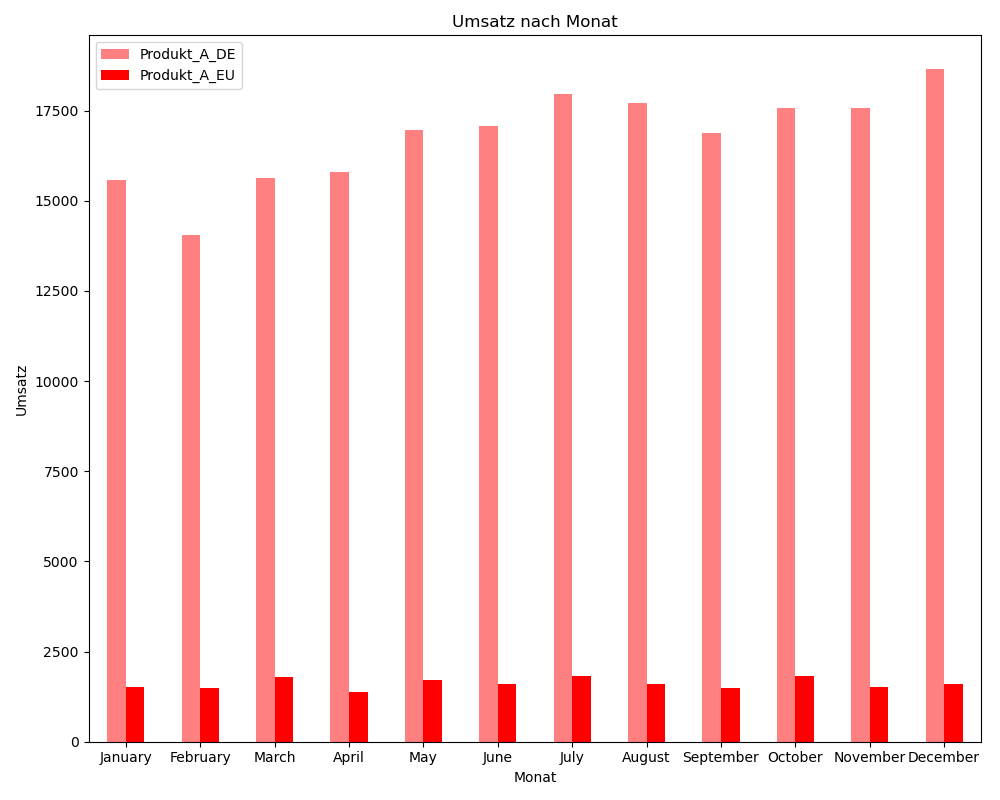 Umsatz nach Monat
Produkt_A_DE
Produkt_A_EU
17500
15000
12500
10000
7500
5000
2500
0
Umsatz
January February March April May June July August September October November December
Monat